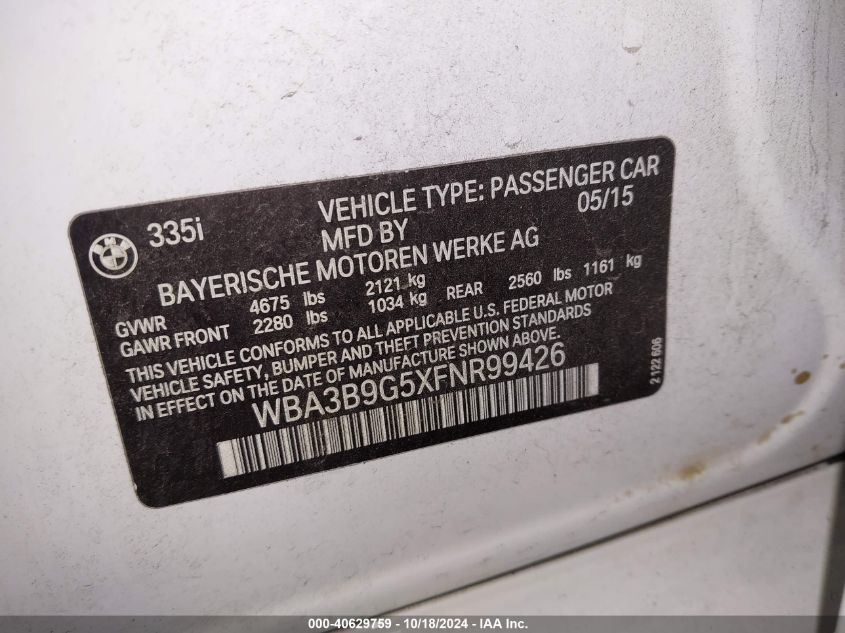 BMW
335i
VEHICLE TYPE: PASSENGER CAR
MFD BY 05/15
BAYERISCHE MOTOREN WERKE AG
GVWR 4675 lbs 2121 kg
GAWR FRONT 2280 lbs 1034 kg REAR 2560 lbs 1161 kg
THIS VEHICLE CONFORMS TO ALL APPLICABLE U.S. FEDERAL MOTOR
VEHICLE SAFETY, BUMPER AND THEFT PREVENTION STANDARDS
IN EFFECT ON THE DATE OF MANUFACTURE SHOWN ABOVE.
WBA3B9G5XFNR99426
2 122 606
000-40629759 - 10/18/2024 - IAA Inc.